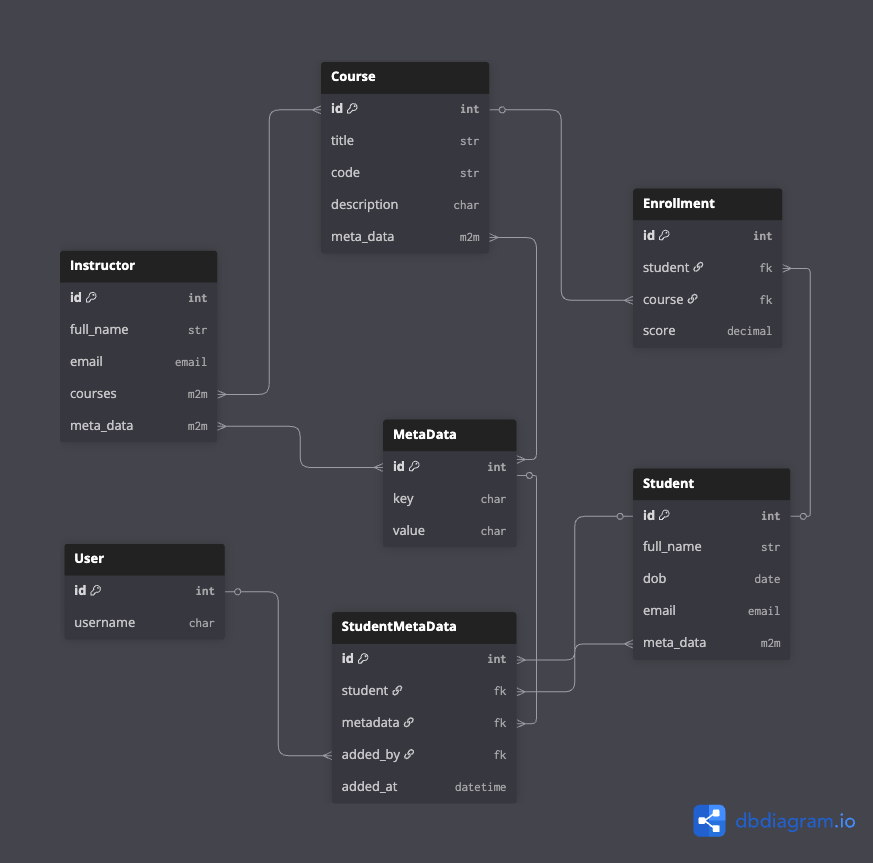 Course
id int
title str
code str
description char
meta_data m2m
Enrollment
id int
student fk
course fk
score decimal
Instructor
id int
full_name str
email email
courses m2m
meta_data m2m
MetaData
id int
key char
value char
Student
id int
full_name str
dob date
email email
meta_data m2m
User
id int
username char
StudentMetaData
id int
student fk
metadata fk
added_by fk
added_at datetime
dbdiagram.io